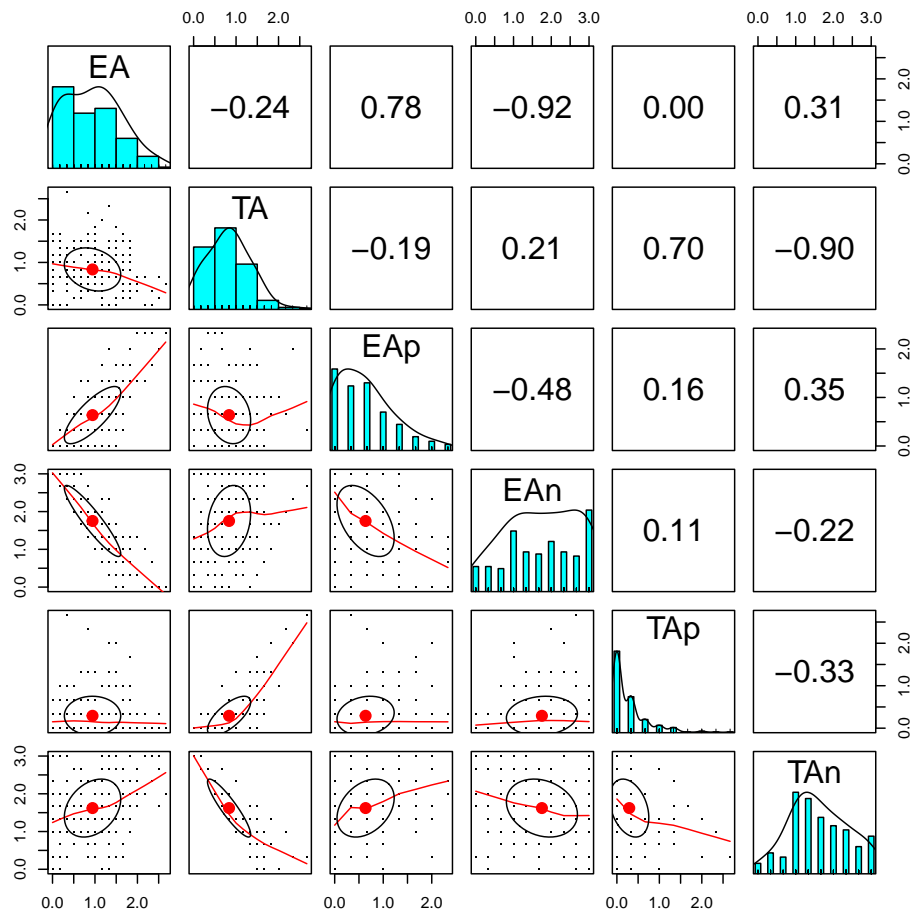 0.0 1.0 2.0 0.0 1.0 2.0 3.0 0.0 1.0 2.0 3.0
EA −0.24 0.78 −0.92 0.00 0.31 0.0 1.0 2.0
0.0 1.0 2.0 TA −0.19 0.21 0.70 −0.90
EAp −0.48 0.16 0.35 0.0 1.0 2.0
0.0 1.0 2.0 3.0 EAn 0.11 −0.22
TAp −0.33 0.0 1.0 2.0
0.0 1.0 2.0 3.0 TAn
0.0 1.0 2.0 0.0 1.0 2.0 0.0 1.0 2.0